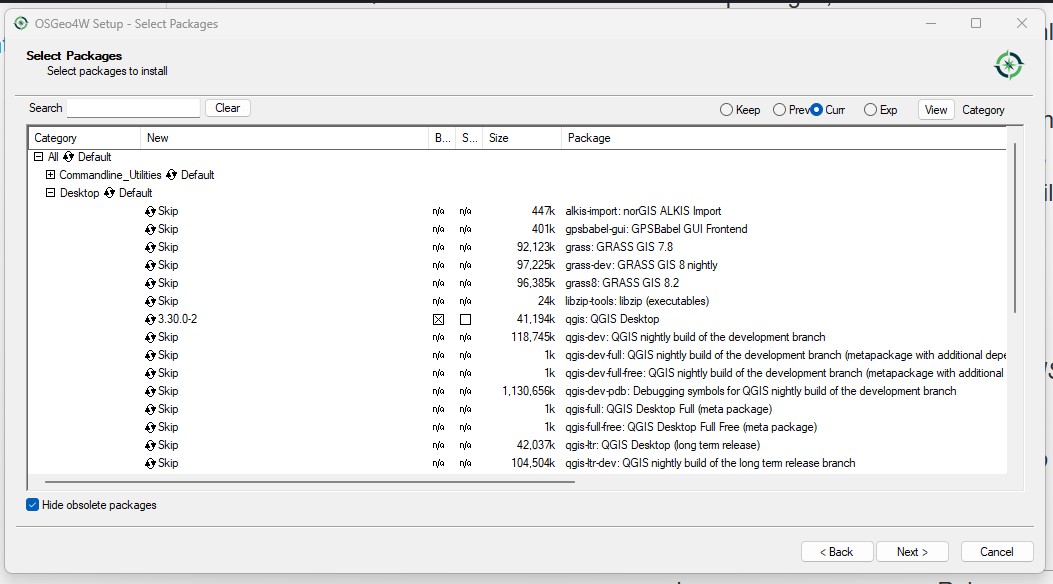 OSGeo4W Setup - Select Packages
Select Packages
Select packages to install
Search Clear Keep Prev Curr Exp View Category
Category New B... S... Size Package
All Default
Commandline_Utilities Default
Desktop Default
Skip n/a n/a 447k alkis-import: norGIS ALKIS Import
Skip n/a n/a 401k gpsbabel-gui: GPSBabel GUI Frontend
Skip n/a n/a 92,123k grass: GRASS GIS 7.8
Skip n/a n/a 97,225k grass-dev: GRASS GIS 8 nightly
Skip n/a n/a 96,385k grass8: GRASS GIS 8.2
Skip n/a n/a 24k libzip-tools: libzip (executables)
3.30.0-2 41,194k qgis: QGIS Desktop
Skip n/a n/a 118,745k qgis-dev: QGIS nightly build of the development branch
Skip n/a n/a 1k qgis-dev-full: QGIS nightly build of the development branch (metapackage with additional depe
Skip n/a n/a 1k qgis-dev-full-free: QGIS nightly build of the development branch (metapackage with additional
Skip n/a n/a 1,130,656k qgis-dev-pdb: Debugging symbols for QGIS nightly build of the development branch
Skip n/a n/a 1k qgis-full: QGIS Desktop Full (meta package)
Skip n/a n/a 1k qgis-full-free: QGIS Desktop Full Free (meta package)
Skip n/a n/a 42,037k qgis-ltr: QGIS Desktop (long term release)
Skip n/a n/a 104,504k qgis-ltr-dev: QGIS nightly build of the long term release branch
Hide obsolete packages
< Back Next > Cancel